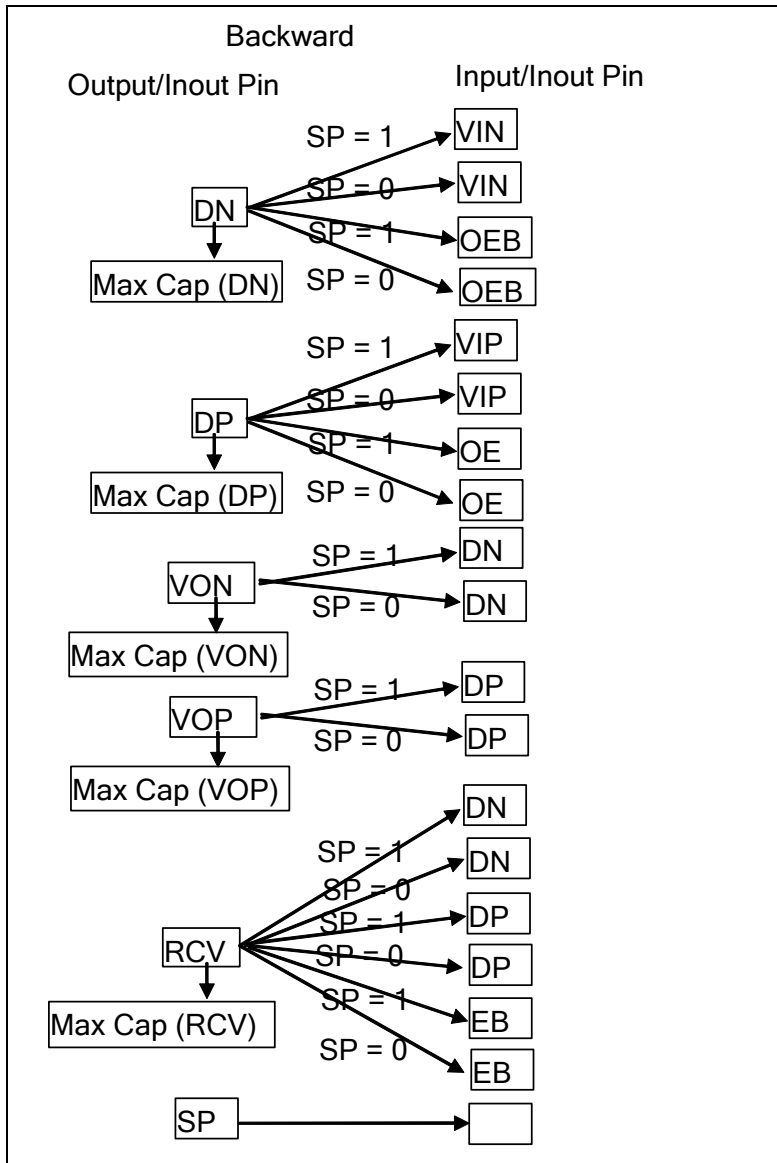 Backward
Output/Inout Pin
Input/Inout Pin
SP = 1
VIN
SP = 0
VIN
DN
SP = 1
OEB
Max Cap (DN)
SP = 0
OEB
SP = 1
VIP
SP = 0
VIP
DP
SP = 1
OE
Max Cap (DP)
SP = 0
OE
SP = 1
DN
VON
SP = 0
DN
Max Cap (VON)
SP = 1
DP
VOP
SP = 0
DP
Max Cap (VOP)
DN
SP = 1
DN
SP = 0
SP = 1
DP
RCV
SP = 0
DP
SP = 1
EB
Max Cap (RCV)
SP = 0
EB
SP